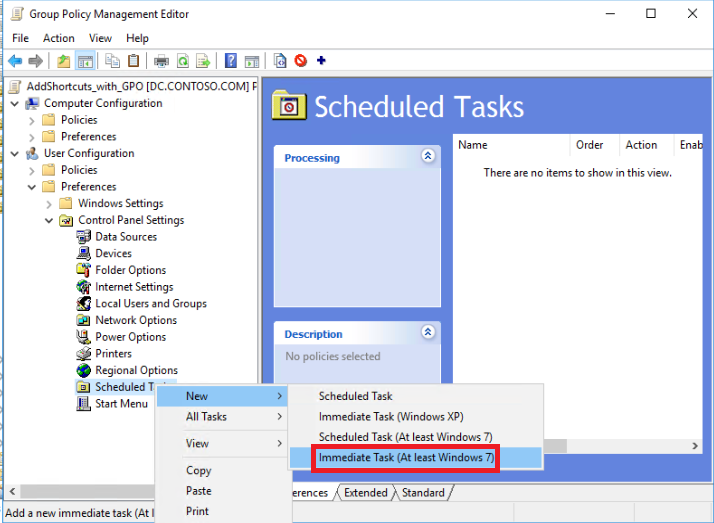 Group Policy Management Editor
File Action View Help
AddShortcuts_with_GPO [DC.CONTOSO.COM] P
Computer Configuration
Policies
Preferences
User Configuration
Policies
Preferences
Windows Settings
Control Panel Settings
Data Sources
Devices
Folder Options
Internet Settings
Local Users and Groups
Network Options
Power Options
Printers
Regional Options
Scheduled T
Start Menu
Scheduled Tasks
Processing
Description
No policies selected
Name Order Action Enab
There are no items to show in this view.
New
All Tasks
View
Copy
Paste
Print
Scheduled Task
Immediate Task (Windows XP)
Scheduled Task (At least Windows 7)
Immediate Task (At least Windows 7)
erences Extended Standard
Add a new immediate task (At l